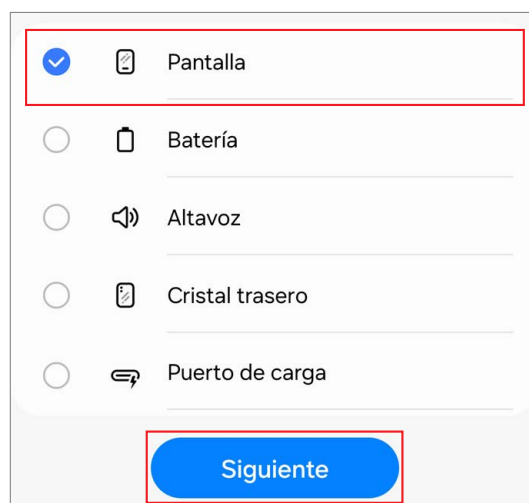 Pantalla
Batería
Altavoz
Cristal trasero
Puerto de carga
Siguiente